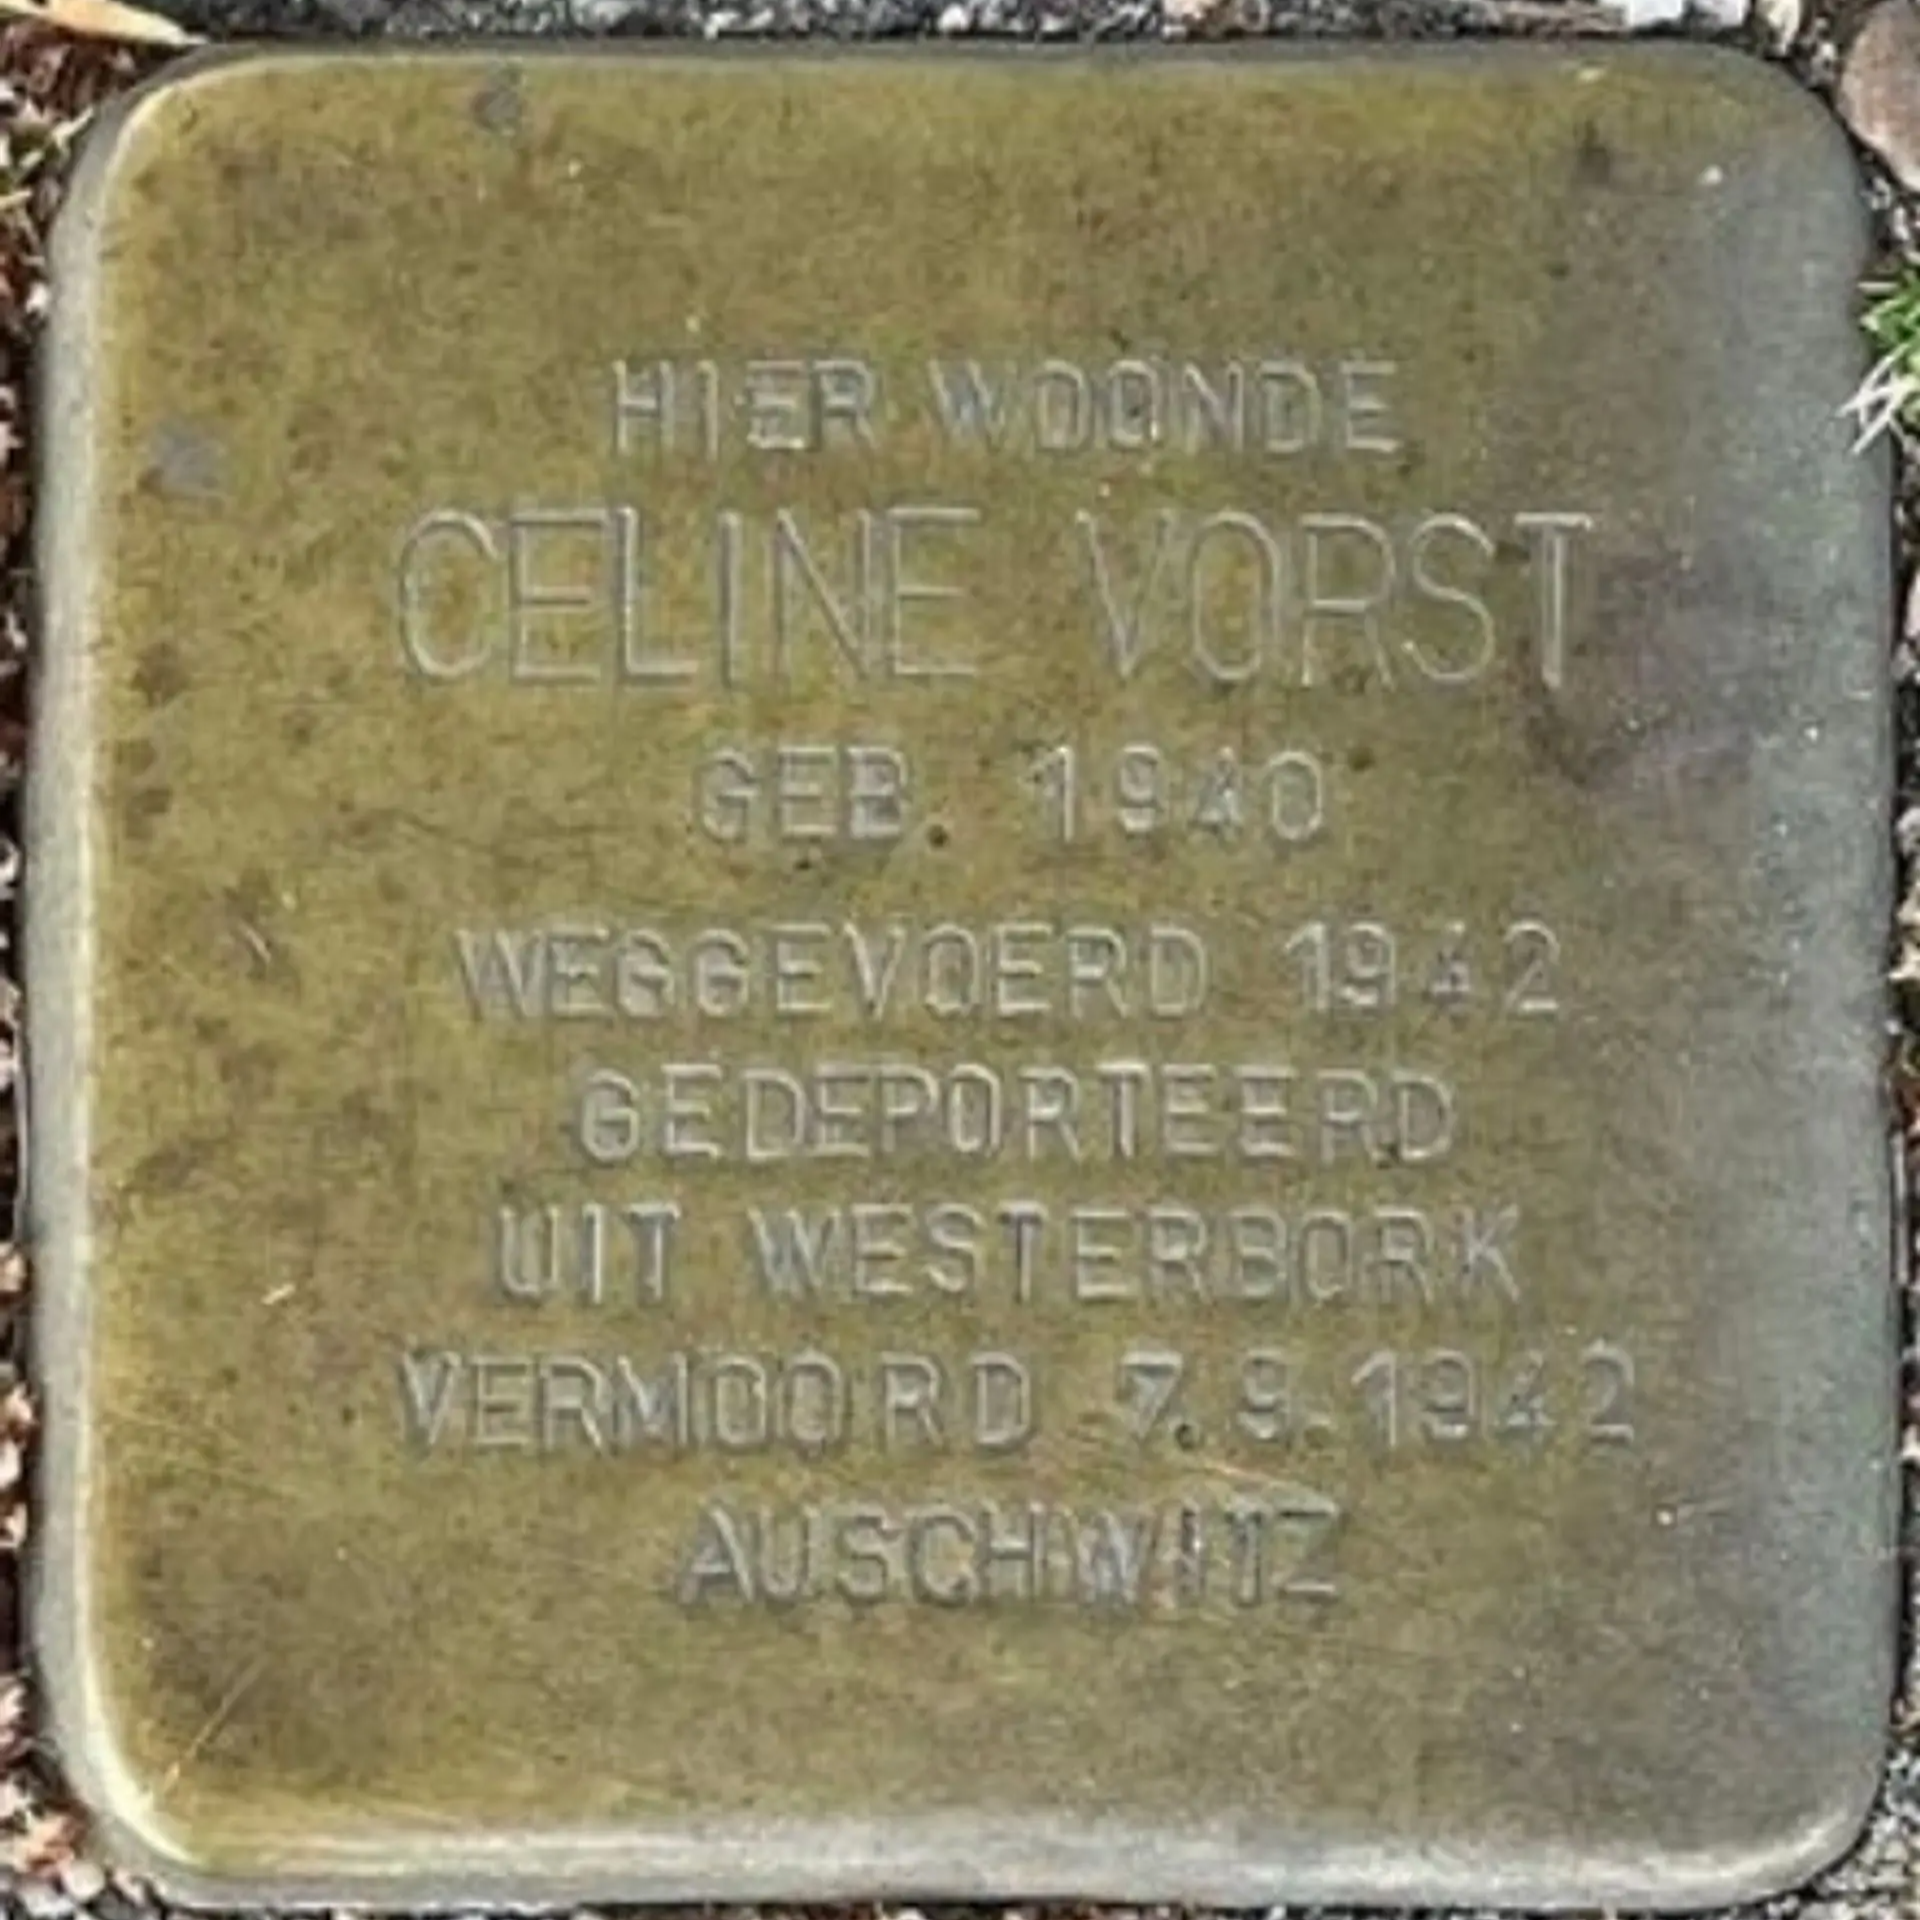 HIER WOONDE
CELINE VORST
GEB. 1940
WEGGEVOERD 1942
GEDEPORTEERD
UIT WESTERBORK
VERMOORD 7.9.1942
AUSCHWITZ